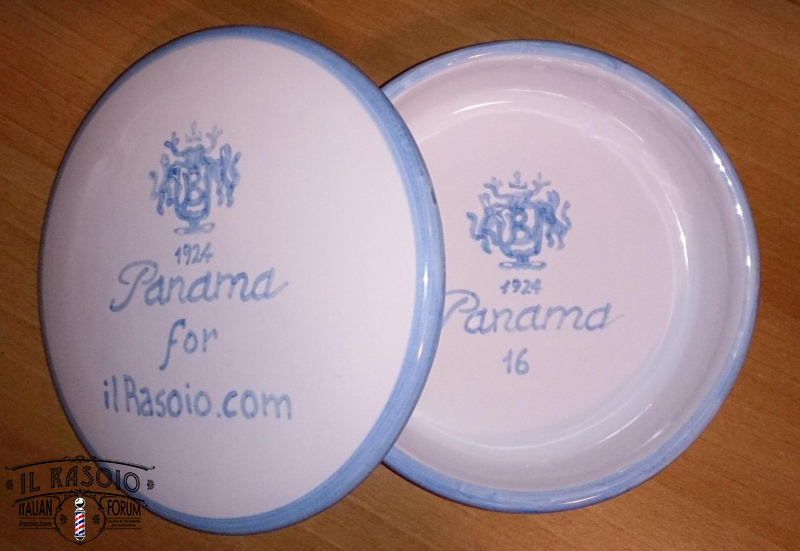 B
1924
Panama
for
ilRasoio.com
B
1924
Panama
16
IL RASOIO
ITALIAN FORUM
ilrasoio.com